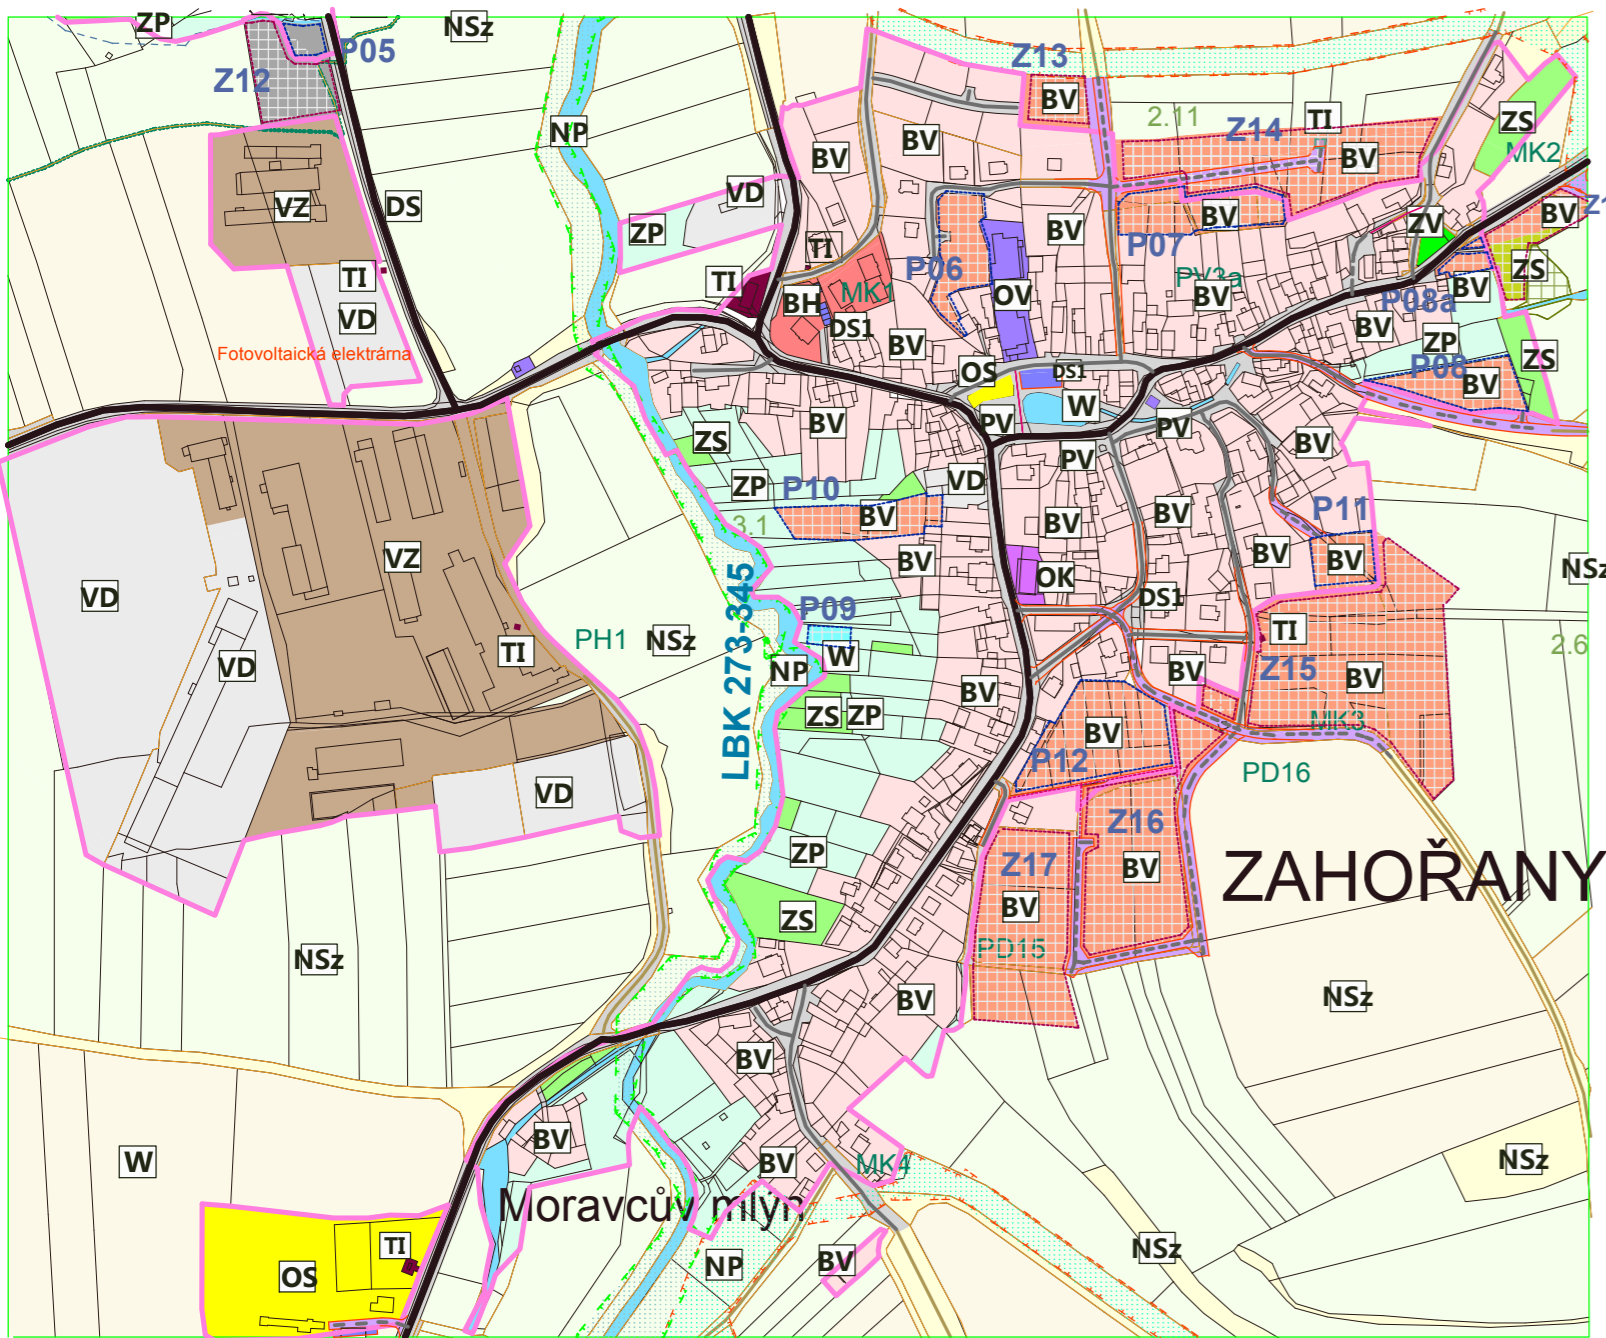 ZP
NSz
P05
Z12
Z13
BV
2.11
TI
Z14
ZS
NP
BV
BV
BV
MK2
VD
VZ
DS
BV
BV
ZV
BV
Z1
ZP
TI
BV
P07
P06
PV3a
ZS
TI
TI
BH
MK1
OV
BV
BV
P08a
VD
DS1
BV
BV
ZP
Fotovoltaická elektrárna
OS
DS1
P08
BV
ZS
W
BV
PV
PV
ZS
BV
PV
ZP
P10
VD
3.1
BV
BV
BV
P11
VZ
BV
BV
BV
NSz
VD
LBK 273-345
OK
P09
DS1
TI
PH1
NSz
W
2.6
TI
VD
NP
BV
BV
Z15
BV
ZS
ZP
MK3
BV
P12
PD16
VD
Z16
ZP
Z17
BV
ZAHOŘANY
BV
ZS
PD15
NSz
BV
NSz
BV
BV
W
BV
MK4
NSz
Moravcův mlýn
TI
NSz
OS
NP
BV